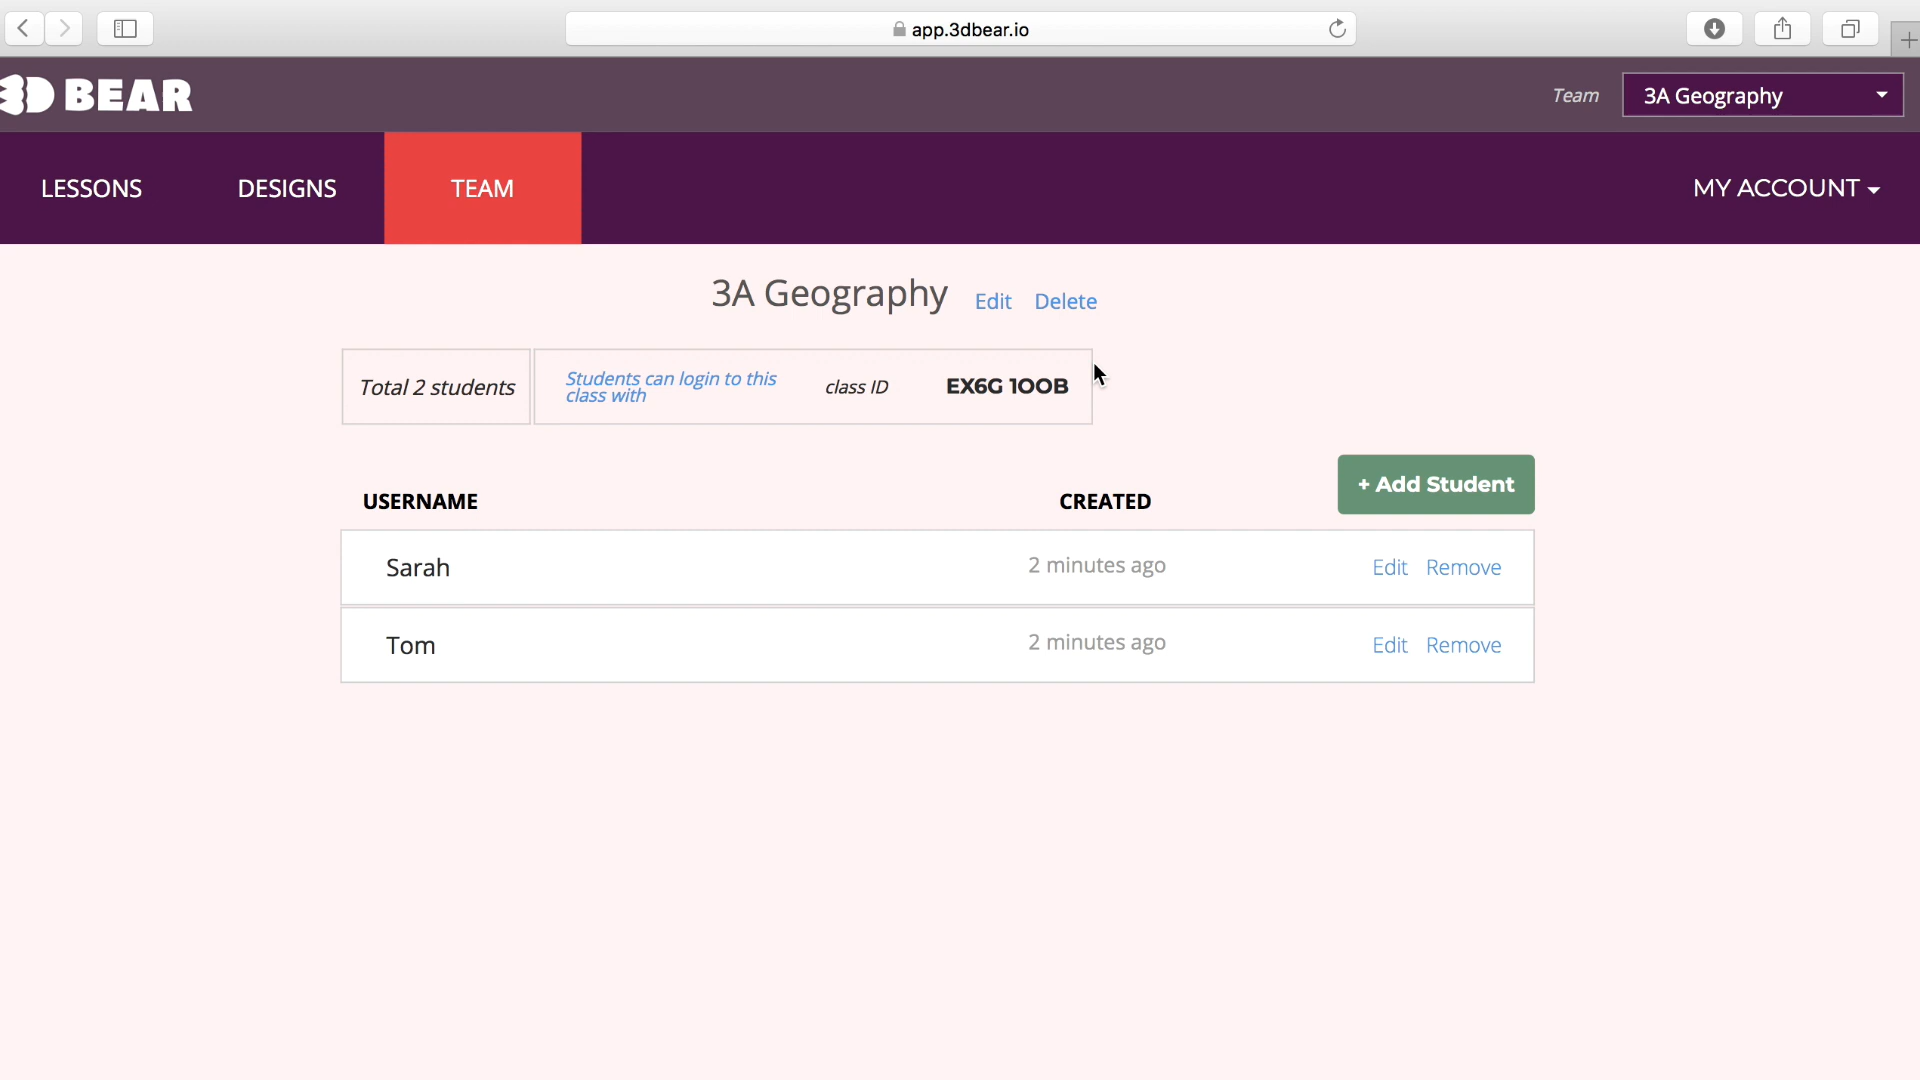 app.3dbear.io
3D BEAR
Team
3A Geography
LESSONS
DESIGNS
TEAM
MY ACCOUNT
3A Geography
Edit
Delete
Total 2 students
Students can login to this
class with
class ID
EX6G 1OOB
+ Add Student
USERNAME
CREATED
Sarah
2 minutes ago
Edit
Remove
Tom
2 minutes ago
Edit
Remove